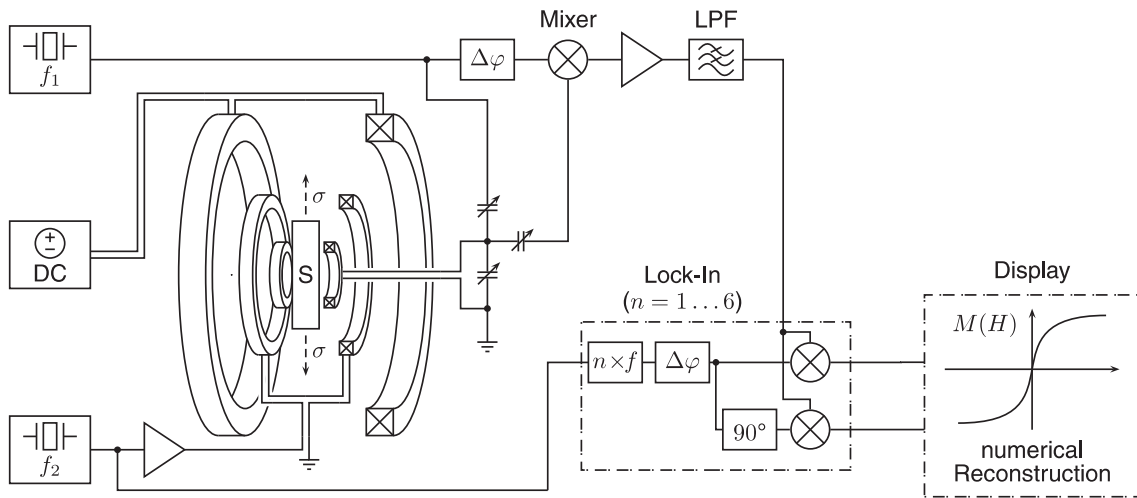 Mixer
LPF
f₁
Δφ
σ
DC
S
σ
Lock-In
(n = 1 … 6)
Display
M(H)
n×f
Δφ
90°
f₂
numerical
Reconstruction